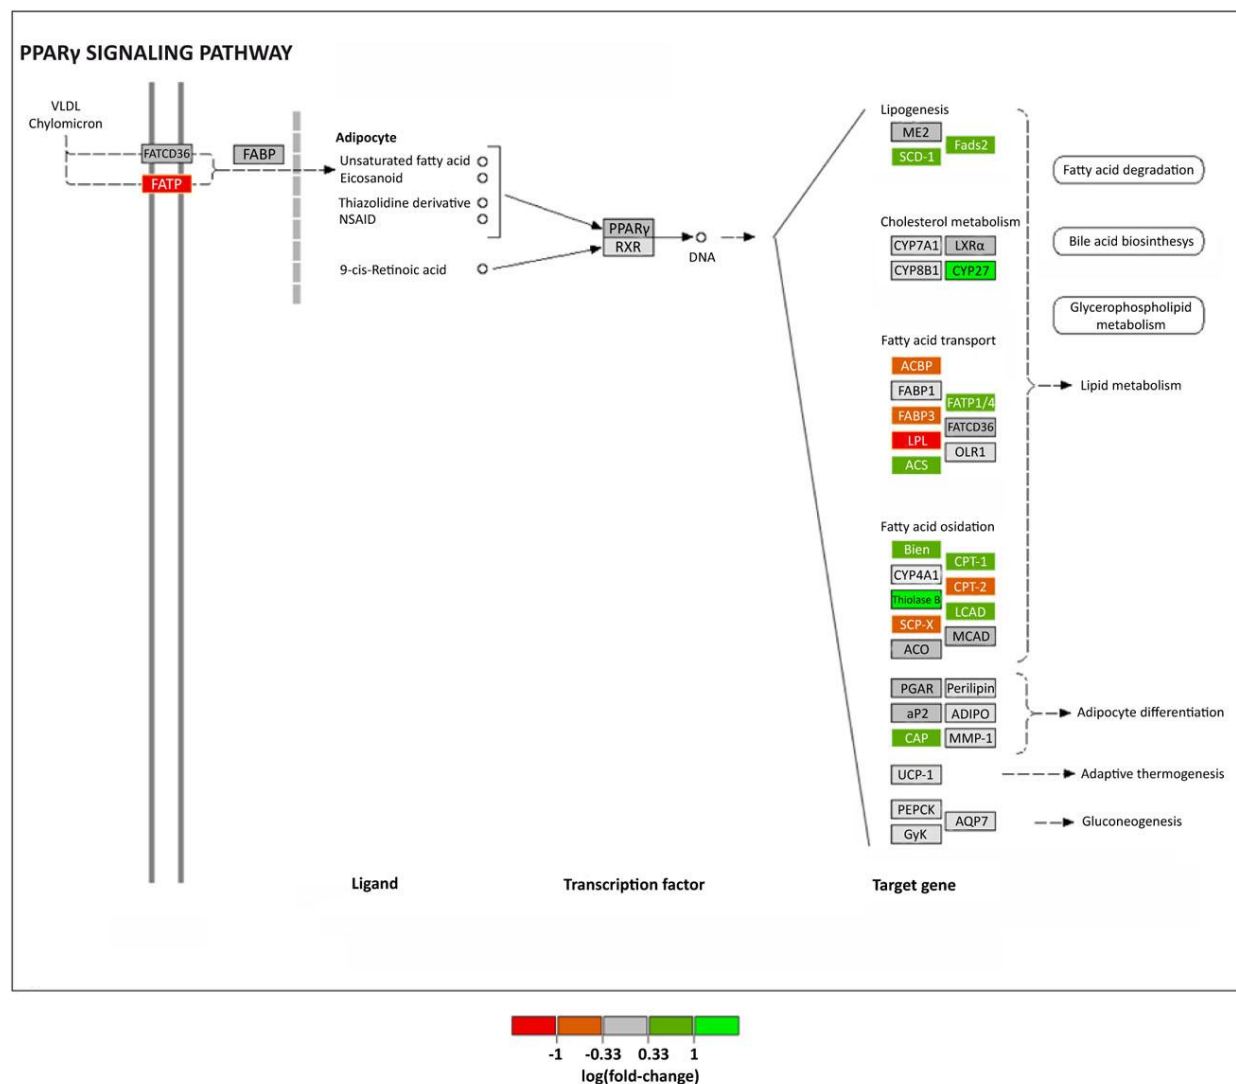 PPARγ SIGNALING PATHWAY
VLDL
Chylomicron
FATCD36
FABP
FATP
Adipocyte
Unsaturated fatty acid
Eicosanoid
Thiazolidine derivative
NSAID
9-cis-Retinoic acid
PPARγ
RXR
DNA
Lipogenesis
ME2
Fads2
SCD-1
Cholesterol metabolism
CYP7A1
LXRα
CYP8B1
CYP27
Fatty acid transport
ACBP
FABP1
FATP1/4
FABP3
FATCD36
LPL
OLR1
ACS
Fatty acid osidation
Bien
CPT-1
CYP4A1
CPT-2
Thiolase B
LCAD
SCP-X
MCAD
ACO
PGAR
Perilipin
aP2
ADIPO
CAP
MMP-1
UCP-1
PEPCK
AQP7
GyK
Fatty acid degradation
Bile acid biosinthesys
Glycerophospholipid
metabolism
Lipid metabolism
Adipocyte differentiation
Adaptive thermogenesis
Gluconeogenesis
Ligand
Transcription factor
Target gene
-1 -0.33 0.33 1
log(fold-change)